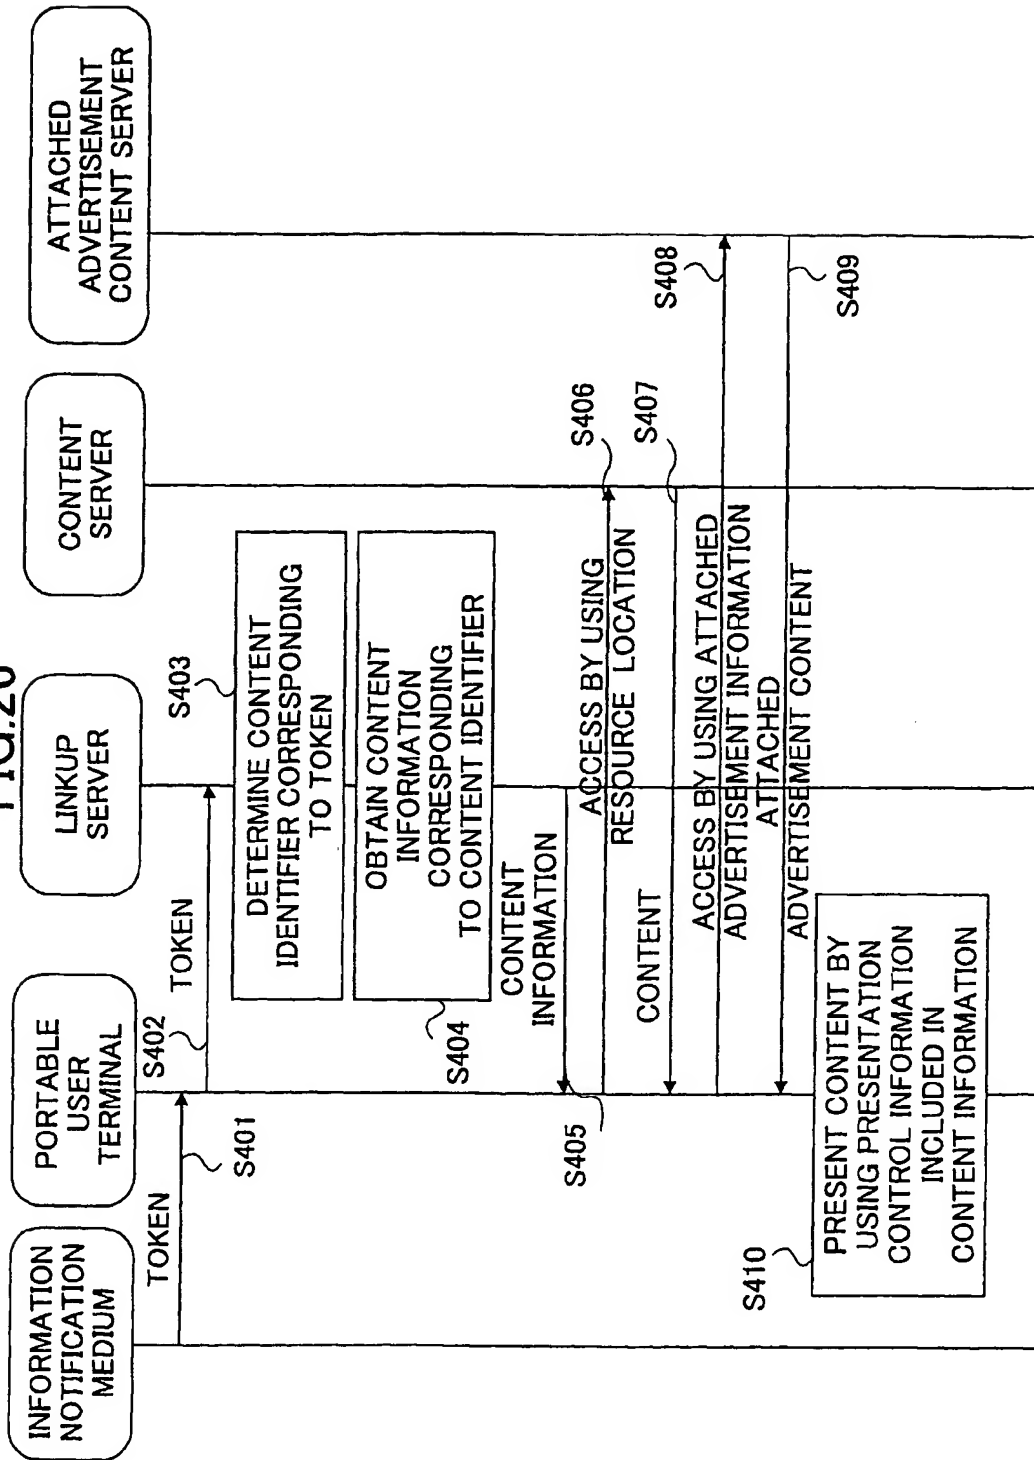 INFORMATION
NOTIFICATION
MEDIUM
PORTABLE
USER
TERMINAL
LINKUP
SERVER
CONTENT
SERVER
ATTACHED
ADVERTISEMENT
CONTENT SERVER
TOKEN
S401
S402
TOKEN
S403
DETERMINE CONTENT
IDENTIFIER CORRESPONDING
TO TOKEN
OBTAIN CONTENT
INFORMATION
CORRESPONDING
TO CONTENT IDENTIFIER
S404
CONTENT
INFORMATION
S405
ACCESS BY USING
RESOURCE LOCATION
S406
CONTENT
S407
ACCESS BY USING ATTACHED
ADVERTISEMENT INFORMATION
S408
ATTACHED
ADVERTISEMENT CONTENT
S409
S410
PRESENT CONTENT BY
USING PRESENTATION
CONTROL INFORMATION
INCLUDED IN
CONTENT INFORMATION